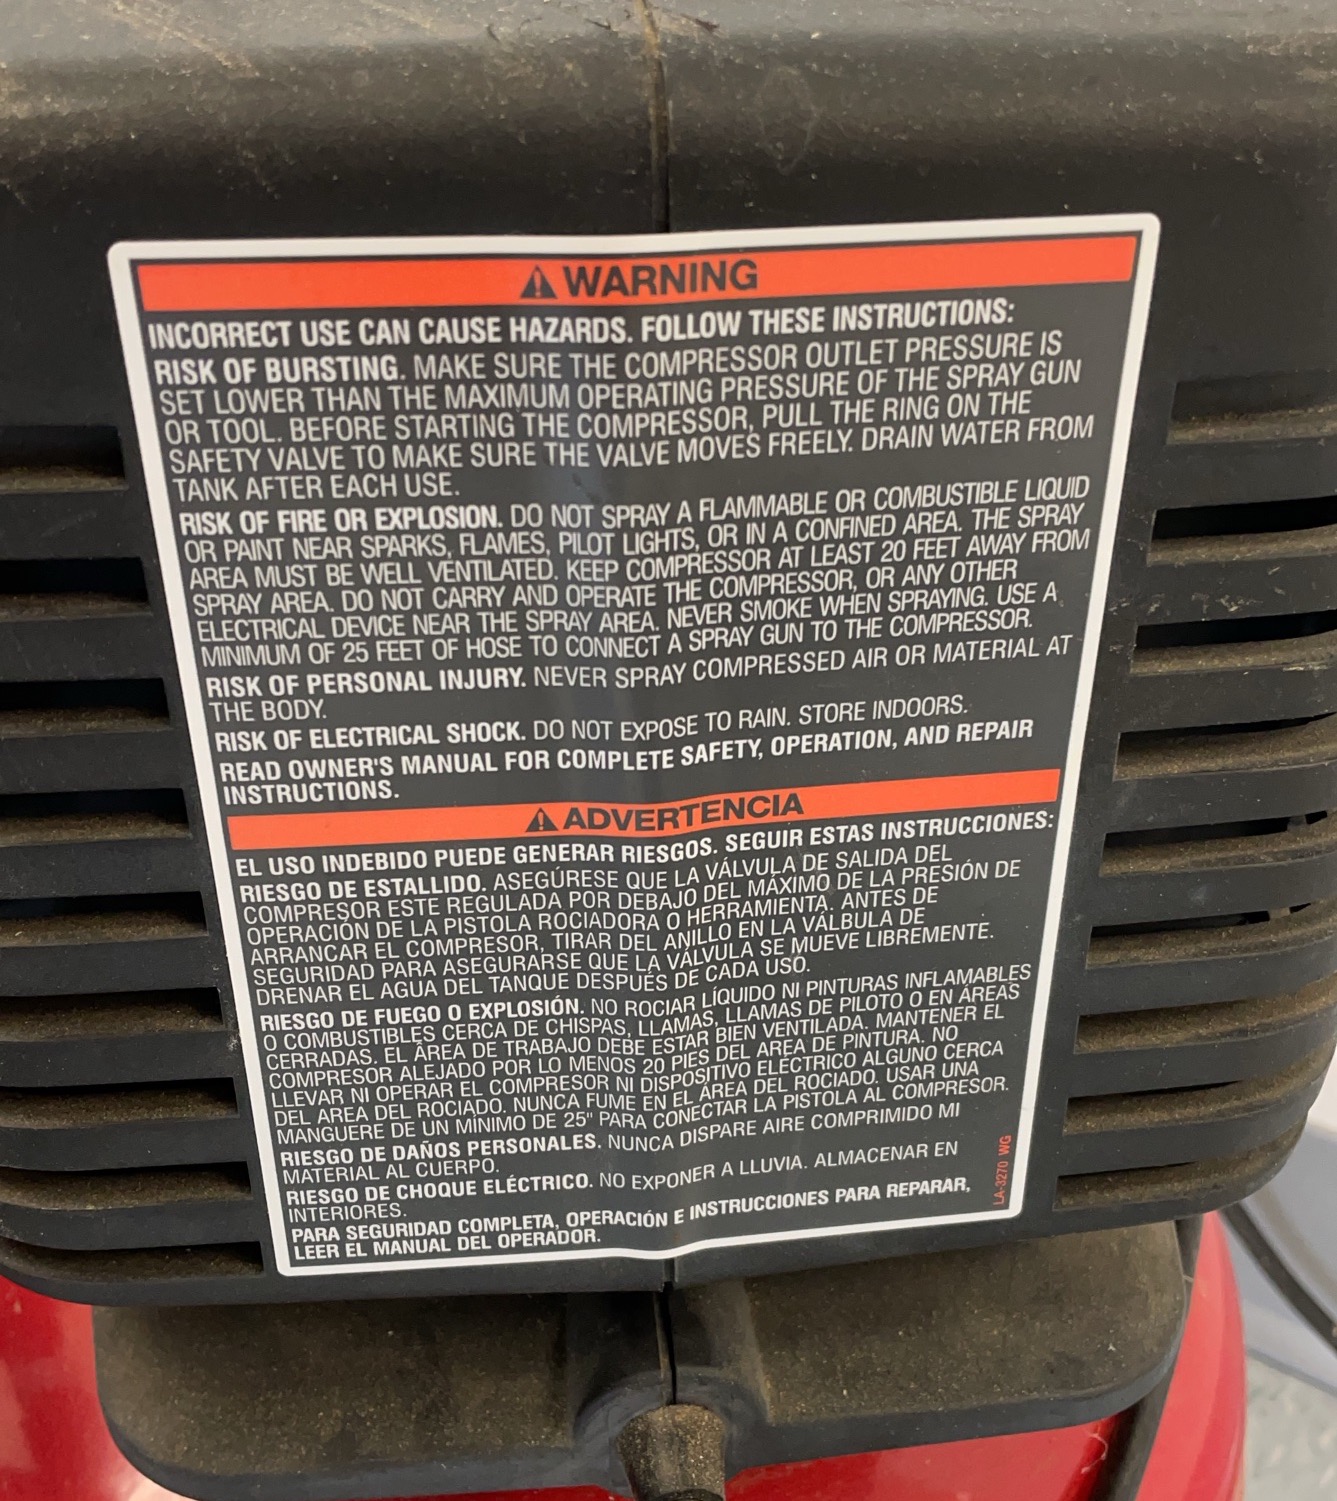 ⚠ WARNING
INCORRECT USE CAN CAUSE HAZARDS. FOLLOW THESE INSTRUCTIONS:
RISK OF BURSTING. MAKE SURE THE COMPRESSOR OUTLET PRESSURE IS
SET LOWER THAN THE MAXIMUM OPERATING PRESSURE OF THE SPRAY GUN
OR TOOL. BEFORE STARTING THE COMPRESSOR, PULL THE RING ON THE
SAFETY VALVE TO MAKE SURE THE VALVE MOVES FREELY. DRAIN WATER FROM
TANK AFTER EACH USE.
RISK OF FIRE OR EXPLOSION. DO NOT SPRAY A FLAMMABLE OR COMBUSTIBLE LIQUID
OR PAINT NEAR SPARKS, FLAMES, PILOT LIGHTS, OR IN A CONFINED AREA. THE SPRAY
AREA MUST BE WELL VENTILATED. KEEP COMPRESSOR AT LEAST 20 FEET AWAY FROM
SPRAY AREA. DO NOT CARRY AND OPERATE THE COMPRESSOR, OR ANY OTHER
ELECTRICAL DEVICE NEAR THE SPRAY AREA. NEVER SMOKE WHEN SPRAYING. USE A
MINIMUM OF 25 FEET OF HOSE TO CONNECT A SPRAY GUN TO THE COMPRESSOR.
RISK OF PERSONAL INJURY. NEVER SPRAY COMPRESSED AIR OR MATERIAL AT
THE BODY.
RISK OF ELECTRICAL SHOCK. DO NOT EXPOSE TO RAIN. STORE INDOORS.
READ OWNER'S MANUAL FOR COMPLETE SAFETY, OPERATION, AND REPAIR
INSTRUCTIONS.
⚠ ADVERTENCIA
EL USO INDEBIDO PUEDE GENERAR RIESGOS. SEGUIR ESTAS INSTRUCCIONES:
RIESGO DE ESTALLIDO. ASEGÚRESE QUE LA VÁLVULA DE SALIDA DEL
COMPRESOR ESTE REGULADA POR DEBAJO DEL MÁXIMO DE LA PRESIÓN DE
OPERACIÓN DE LA PISTOLA ROCIADORA O HERRAMIENTA. ANTES DE
ARRANCAR EL COMPRESOR, TIRAR DEL ANILLO EN LA VÁLBULA DE
SEGURIDAD PARA ASEGURARSE QUE LA VÁLVULA SE MUEVE LIBREMENTE.
DRENAR EL AGUA DEL TANQUE DESPUÉS DE CADA USO.
RIESGO DE FUEGO O EXPLOSIÓN. NO ROCIAR LÍQUIDO NI PINTURAS INFLAMABLES
O COMBUSTIBLES CERCA DE CHISPAS, LLAMAS, LLAMAS DE PILOTO O EN ÁREAS
CERRADAS. EL ÁREA DE TRABAJO DEBE ESTAR BIEN VENTILADA. MANTENER EL
COMPRESOR ALEJADO POR LO MENOS 20 PIES DEL AREA DE PINTURA. NO
LLEVAR NI OPERAR EL COMPRESOR NI DISPOSITIVO ELÉCTRICO ALGUNO CERCA
DEL AREA DEL ROCIADO. NUNCA FUME EN EL ÁREA DEL ROCIADO. USAR UNA
MANGUERE DE UN MÍNIMO DE 25" PARA CONECTAR LA PISTOLA AL COMPRESOR.
RIESGO DE DAÑOS PERSONALES. NUNCA DISPARE AIRE COMPRIMIDO MI
MATERIAL AL CUERPO.
RIESGO DE CHOQUE ELÉCTRICO. NO EXPONER A LLUVIA. ALMACENAR EN
INTERIORES.
PARA SEGURIDAD COMPLETA, OPERACIÓN E INSTRUCCIONES PARA REPARAR,
LEER EL MANUAL DEL OPERADOR.
LA-3270 WG